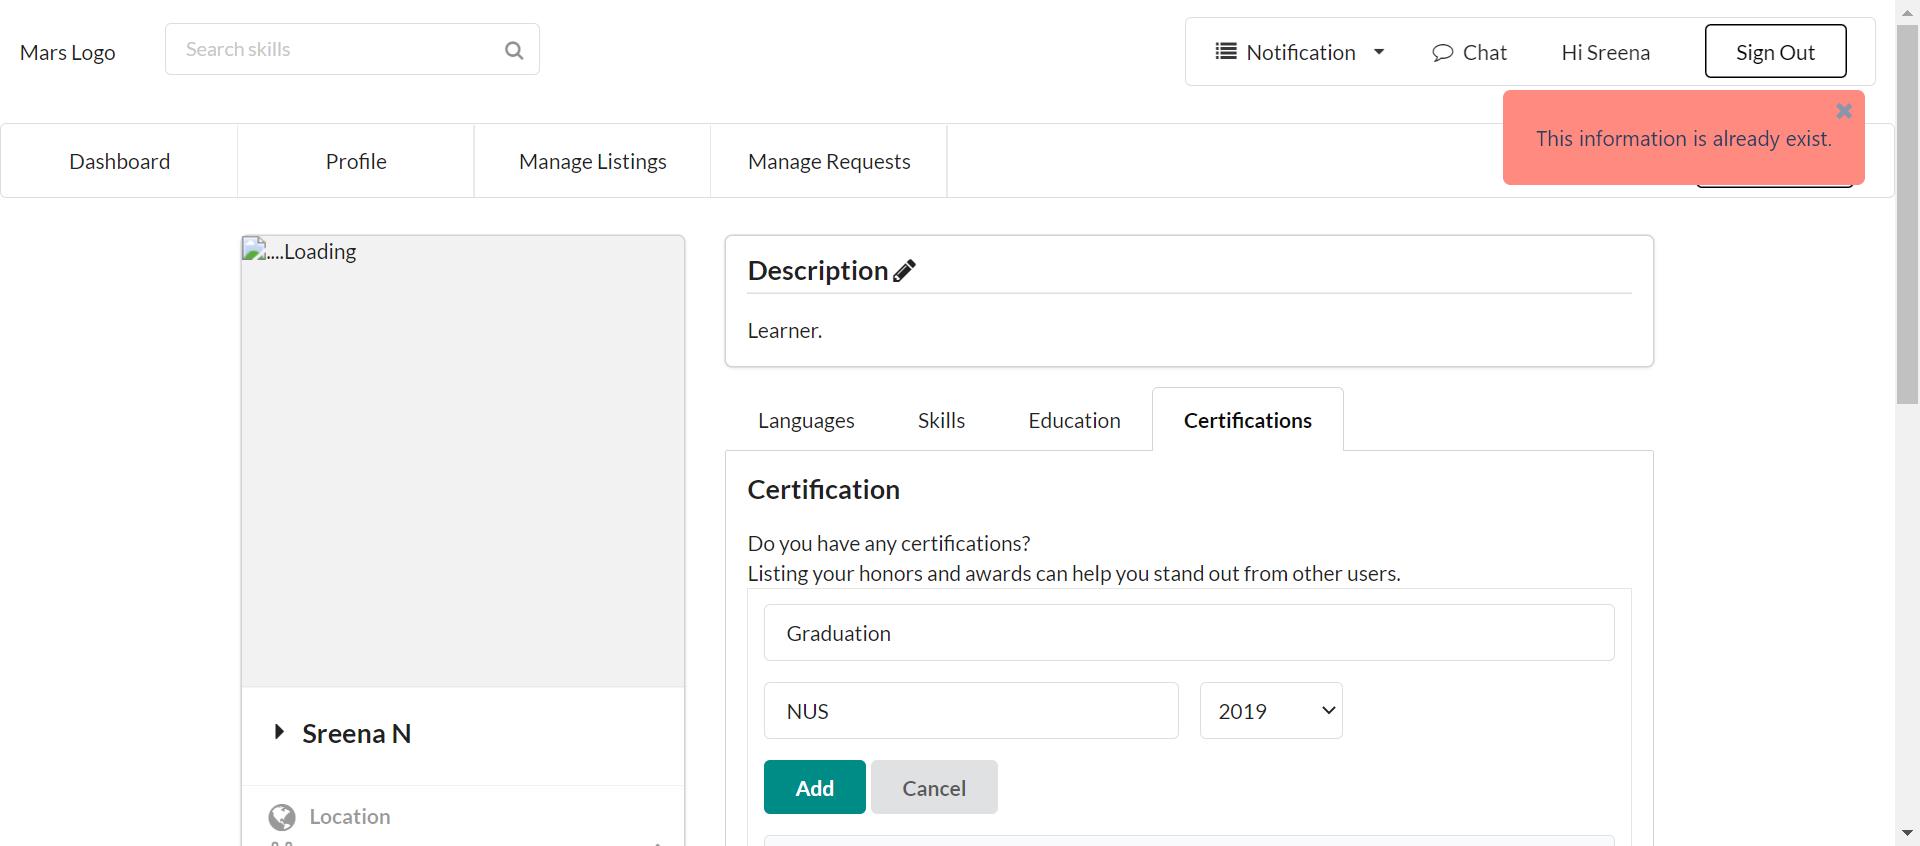 Mars Logo
Search skills
Notification
Chat
Hi Sreena
Sign Out
This information is already exist.
Dashboard
Profile
Manage Listings
Manage Requests
....Loading
Description
Learner.
Languages
Skills
Education
Certifications
Certification
Do you have any certifications?
Listing your honors and awards can help you stand out from other users.
Graduation
NUS
2019
Add
Cancel
Sreena N
Location